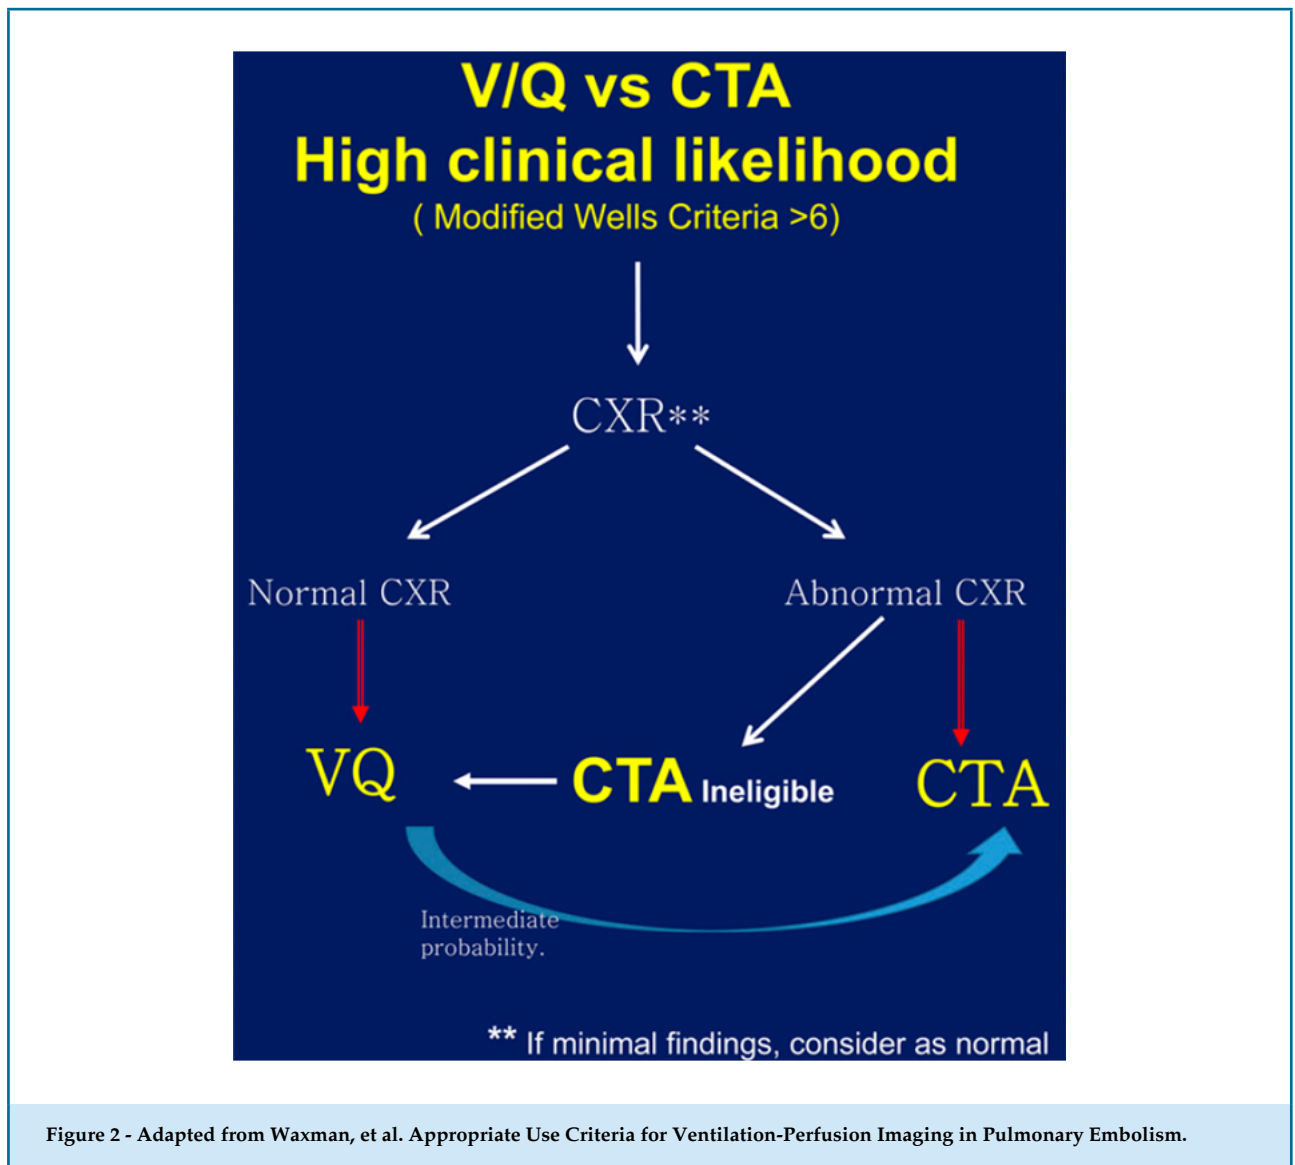 V/Q vs CTA
High clinical likelihood
( Modified Wells Criteria >6)
CXR**
Normal CXR
Abnormal CXR
VQ
CTA Ineligible
CTA
Intermediate
probability.
** If minimal findings, consider as normal
Figure 2 - Adapted from Waxman, et al. Appropriate Use Criteria for Ventilation-Perfusion Imaging in Pulmonary Embolism.